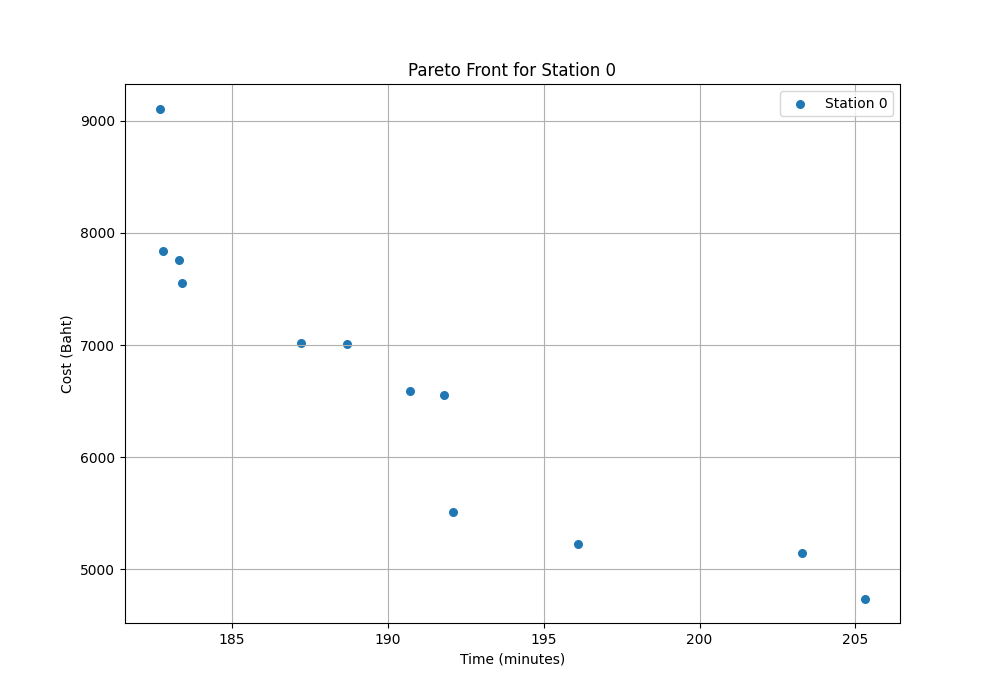 Pareto Front for Station 0
Station 0
9000
8000
7000
6000
5000
Cost (Baht)
185
190
195
200
205
Time (minutes)